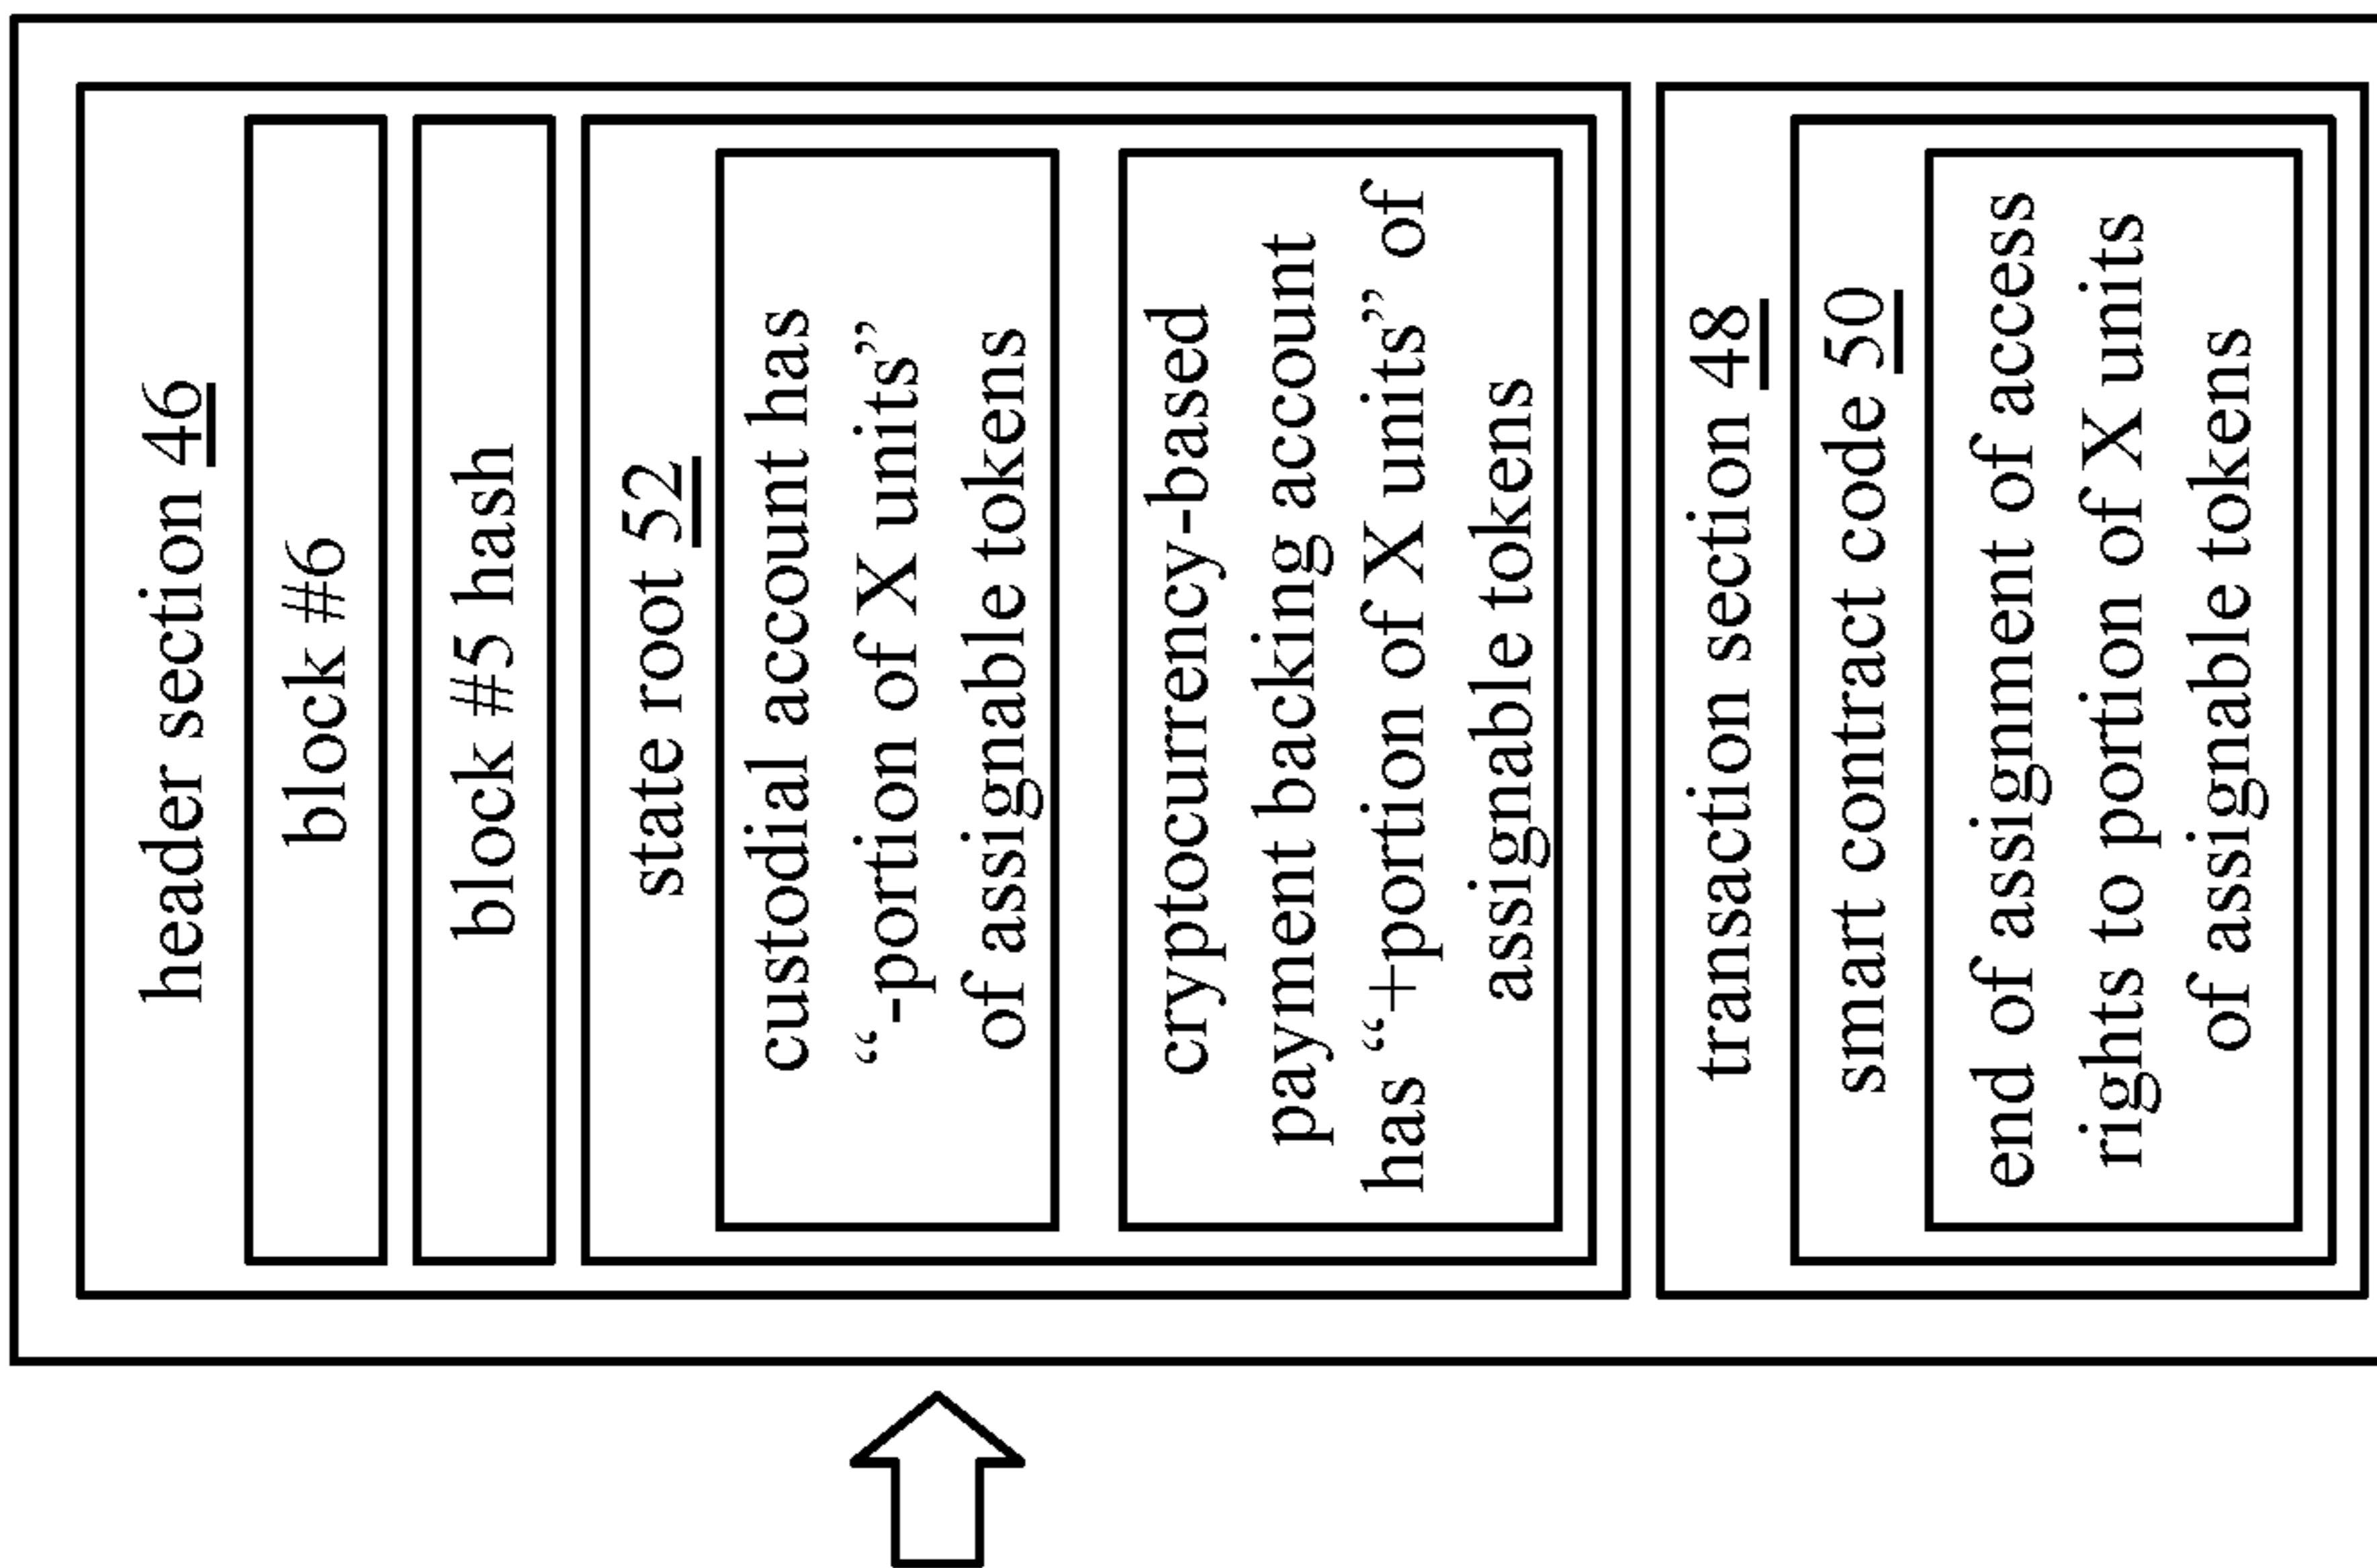 header section 46
block #6
block #5 hash
state root 52
custodial account has
“-portion of X units”
of assignable tokens
cryptocurrency-based
payment backing account
has “+portion of X units” of
assignable tokens
transaction section 48
smart contract code 50
end of assignment of access
rights to portion of X units
of assignable tokens